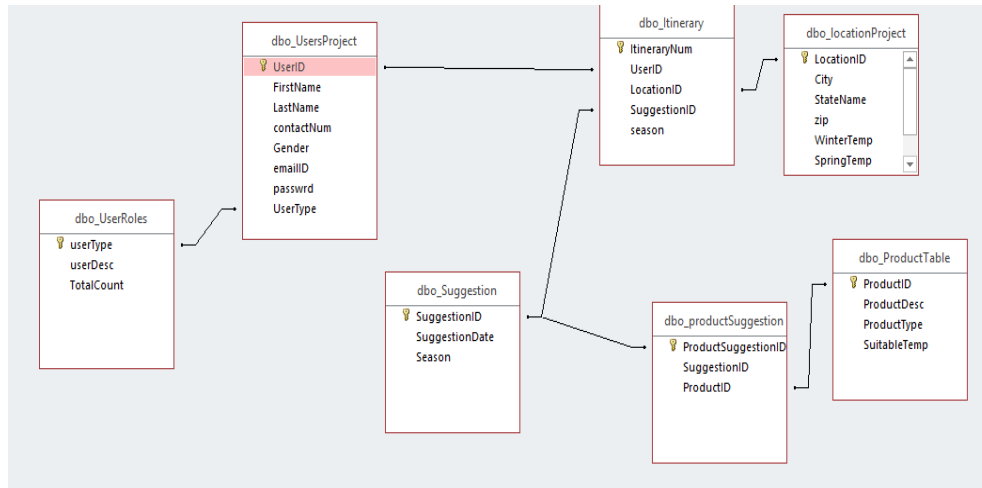 dbo_UsersProject
UserID
FirstName
LastName
contactNum
Gender
emailID
passwrd
UserType
dbo_Itinerary
ItineraryNum
UserID
LocationID
SuggestionID
season
dbo_locationProject
LocationID
City
StateName
zip
WinterTemp
SpringTemp
dbo_UserRoles
userType
userDesc
TotalCount
dbo_Suggestion
SuggestionID
SuggestionDate
Season
dbo_productSuggestion
ProductSuggestionID
SuggestionID
ProductID
dbo_ProductTable
ProductID
ProductDesc
ProductType
SuitableTemp